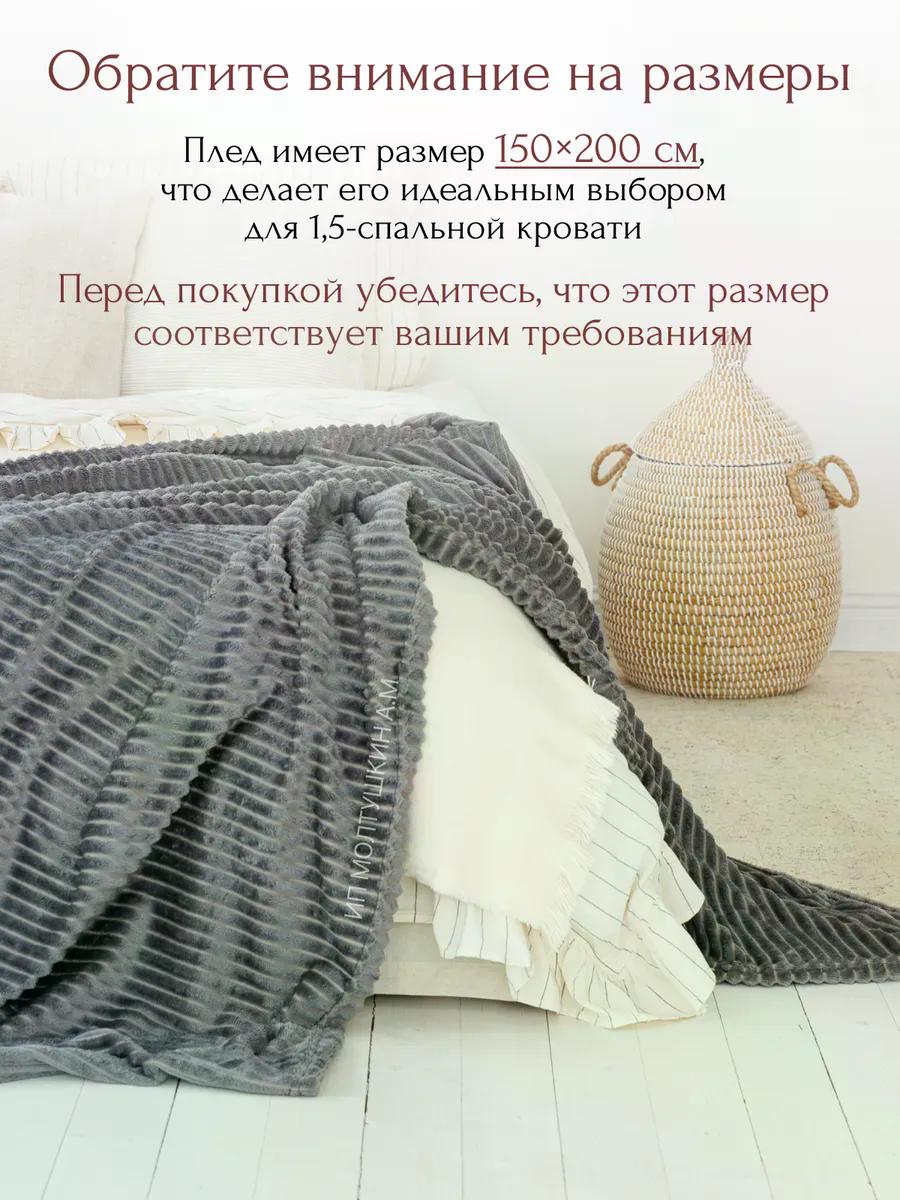 Обратите внимание на размеры
Плед имеет размер 150×200 см,
что делает его идеальным выбором
для 1,5-спальной кровати
Перед покупкой убедитесь, что этот размер
соответствует вашим требованиям
ИП МОЛТУШКИН А.М